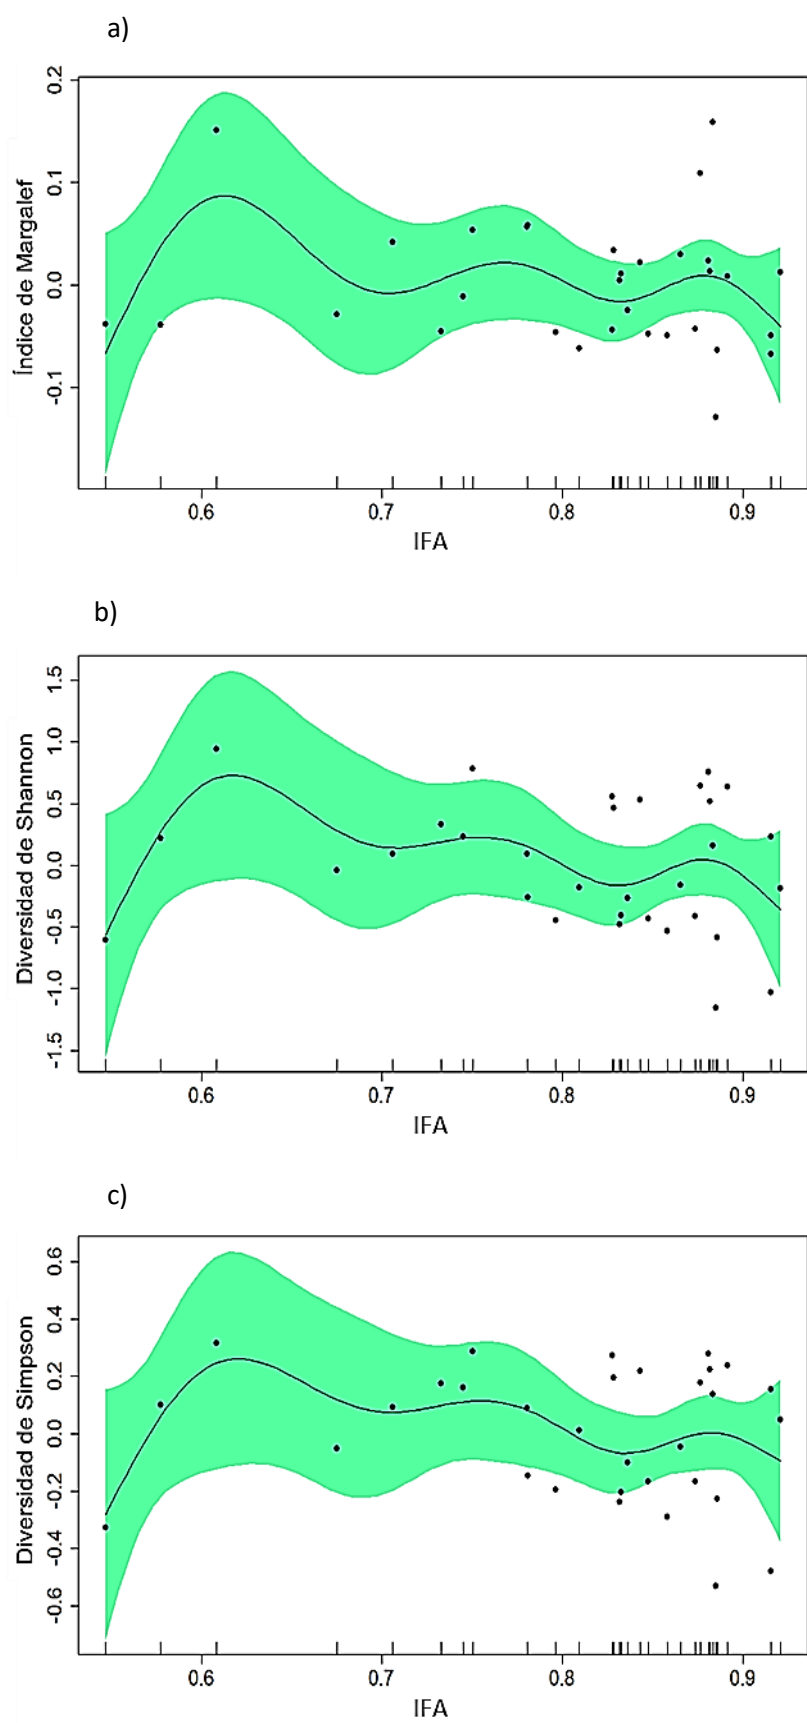 a)
Índice de Margalef
0.2
0.1
0.0
-0.1
0.6 0.7 0.8 0.9
IFA
b)
Diversidad de Shannon
1.5
1.0
0.5
0.0
-0.5
-1.0
-1.5
0.6 0.7 0.8 0.9
IFA
c)
Diversidad de Simpson
0.6
0.4
0.2
0.0
-0.2
-0.4
-0.6
0.6 0.7 0.8 0.9
IFA